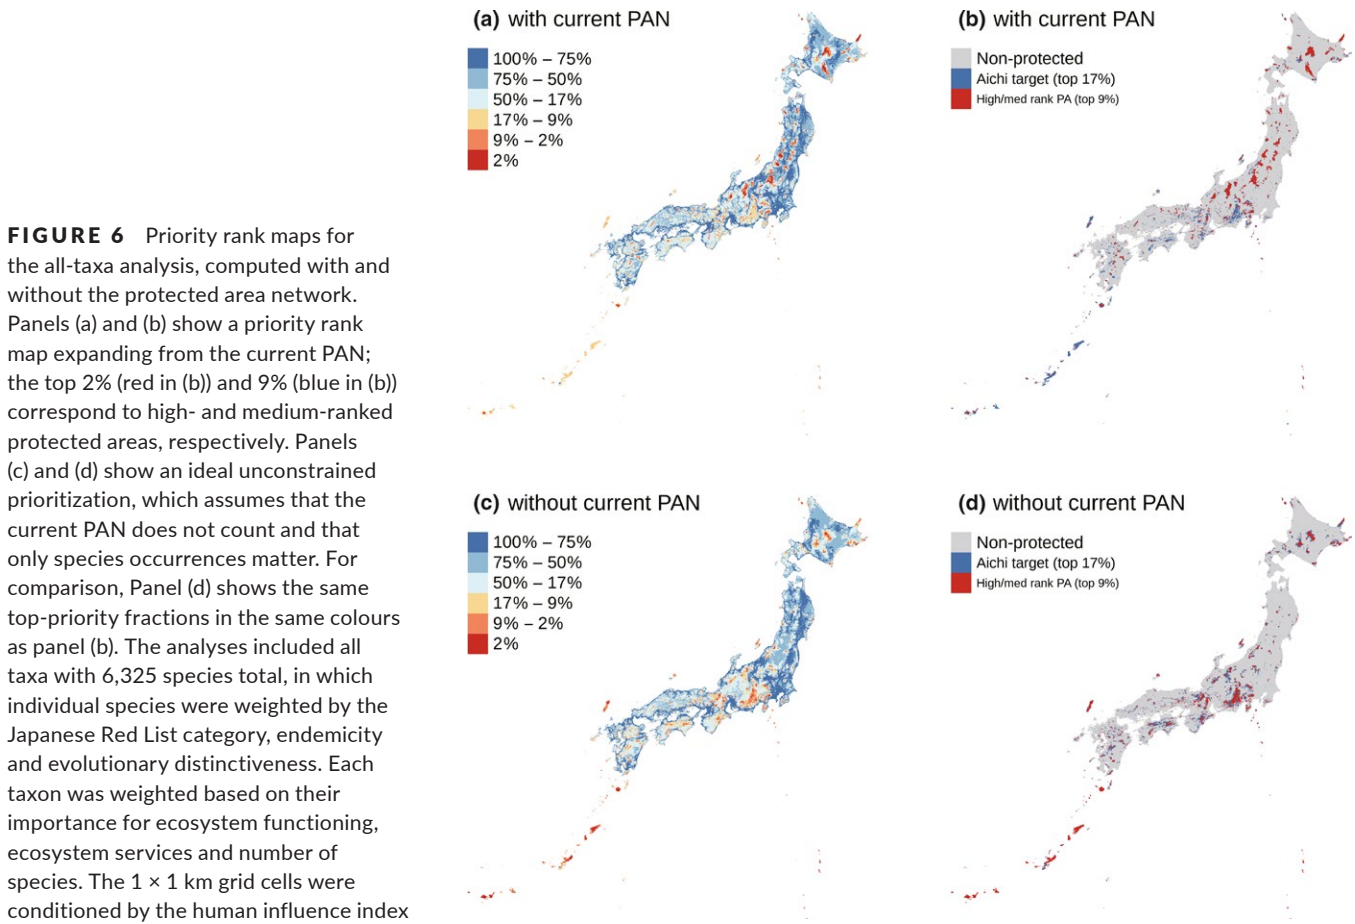 FIGURE 6 Priority rank maps for
the all-taxa analysis, computed with and
without the protected area network.
Panels (a) and (b) show a priority rank
map expanding from the current PAN;
the top 2% (red in (b)) and 9% (blue in (b))
correspond to high- and medium-ranked
protected areas, respectively. Panels
(c) and (d) show an ideal unconstrained
prioritization, which assumes that the
current PAN does not count and that
only species occurrences matter. For
comparison, Panel (d) shows the same
top-priority fractions in the same colours
as panel (b). The analyses included all
taxa with 6,325 species total, in which
individual species were weighted by the
Japanese Red List category, endemicity
and evolutionary distinctiveness. Each
taxon was weighted based on their
importance for ecosystem functioning,
ecosystem services and number of
species. The 1 × 1 km grid cells were
conditioned by the human influence index
(a) with current PAN
100% – 75%
75% – 50%
50% – 17%
17% – 9%
9% – 2%
2%
(b) with current PAN
Non-protected
Aichi target (top 17%)
High/med rank PA (top 9%)
(c) without current PAN
100% – 75%
75% – 50%
50% – 17%
17% – 9%
9% – 2%
2%
(d) without current PAN
Non-protected
Aichi target (top 17%)
High/med rank PA (top 9%)